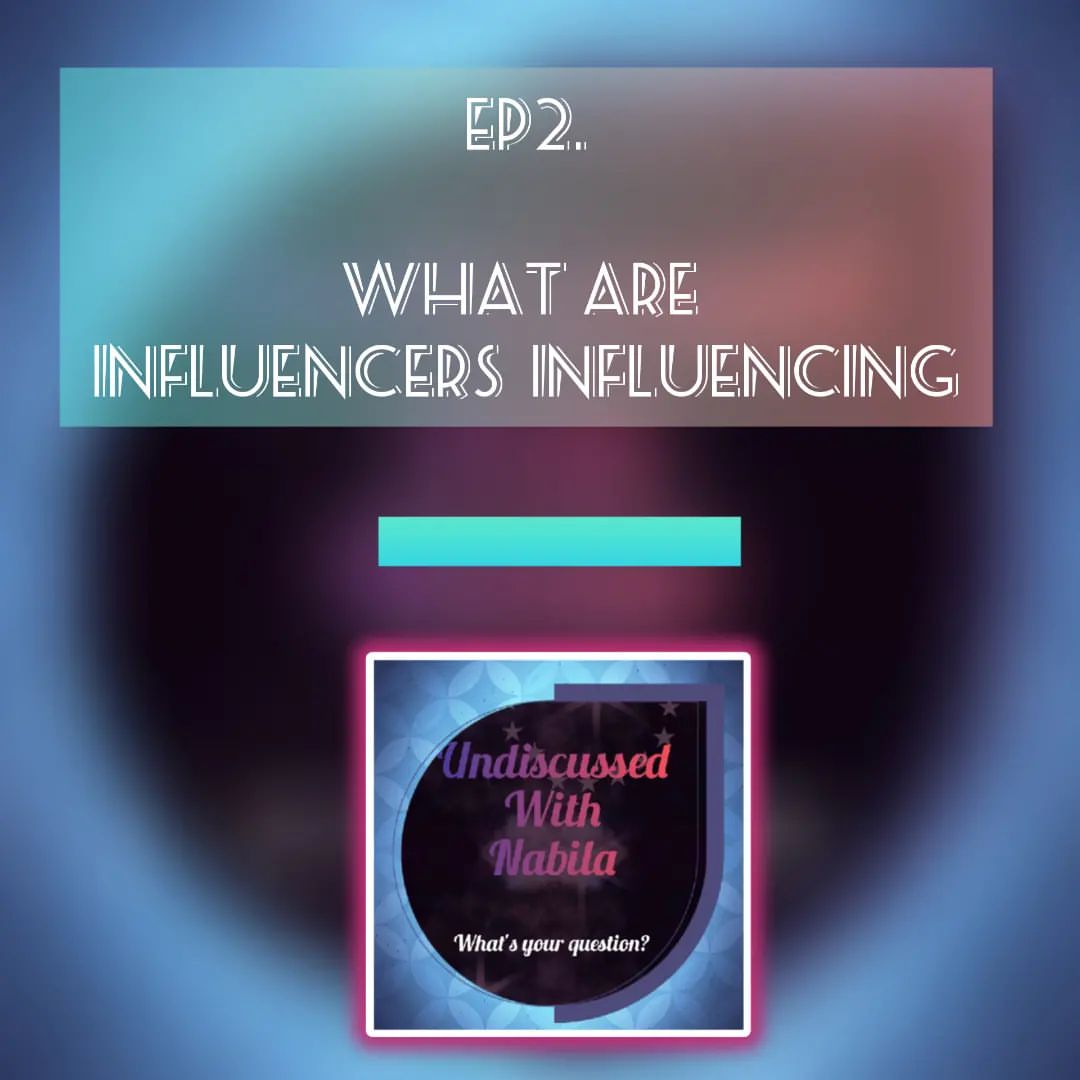 EP2.
WHAT ARE
INFLUENCERS INFLUENCING
Undiscussed
With
Nabila
What's your question?